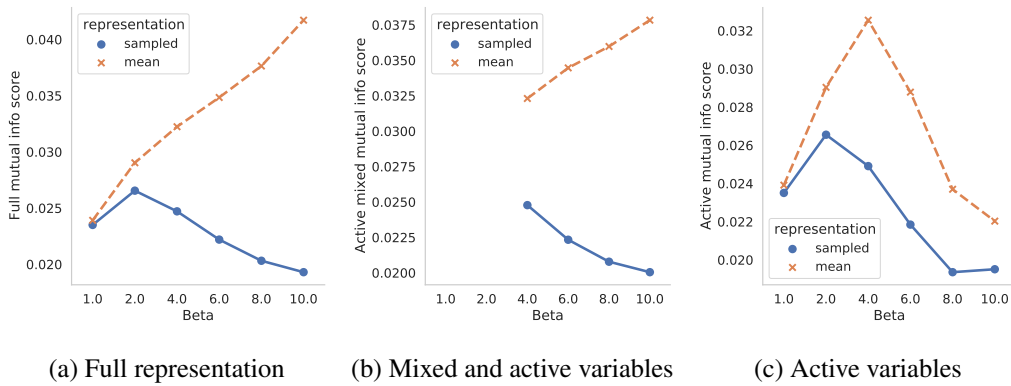 Full mutual info score
0.040
0.035
0.030
0.025
0.020
representation
sampled
mean
1.0 2.0 4.0 6.0 8.0 10.0
Beta
(a) Full representation
Active mixed mutual info score
0.0375
0.0350
0.0325
0.0300
0.0275
0.0250
0.0225
0.0200
representation
sampled
mean
1.0 2.0 4.0 6.0 8.0 10.0
Beta
(b) Mixed and active variables
Active mutual info score
0.032
0.030
0.028
0.026
0.024
0.022
0.020
representation
sampled
mean
1.0 2.0 4.0 6.0 8.0 10.0
Beta
(c) Active variables